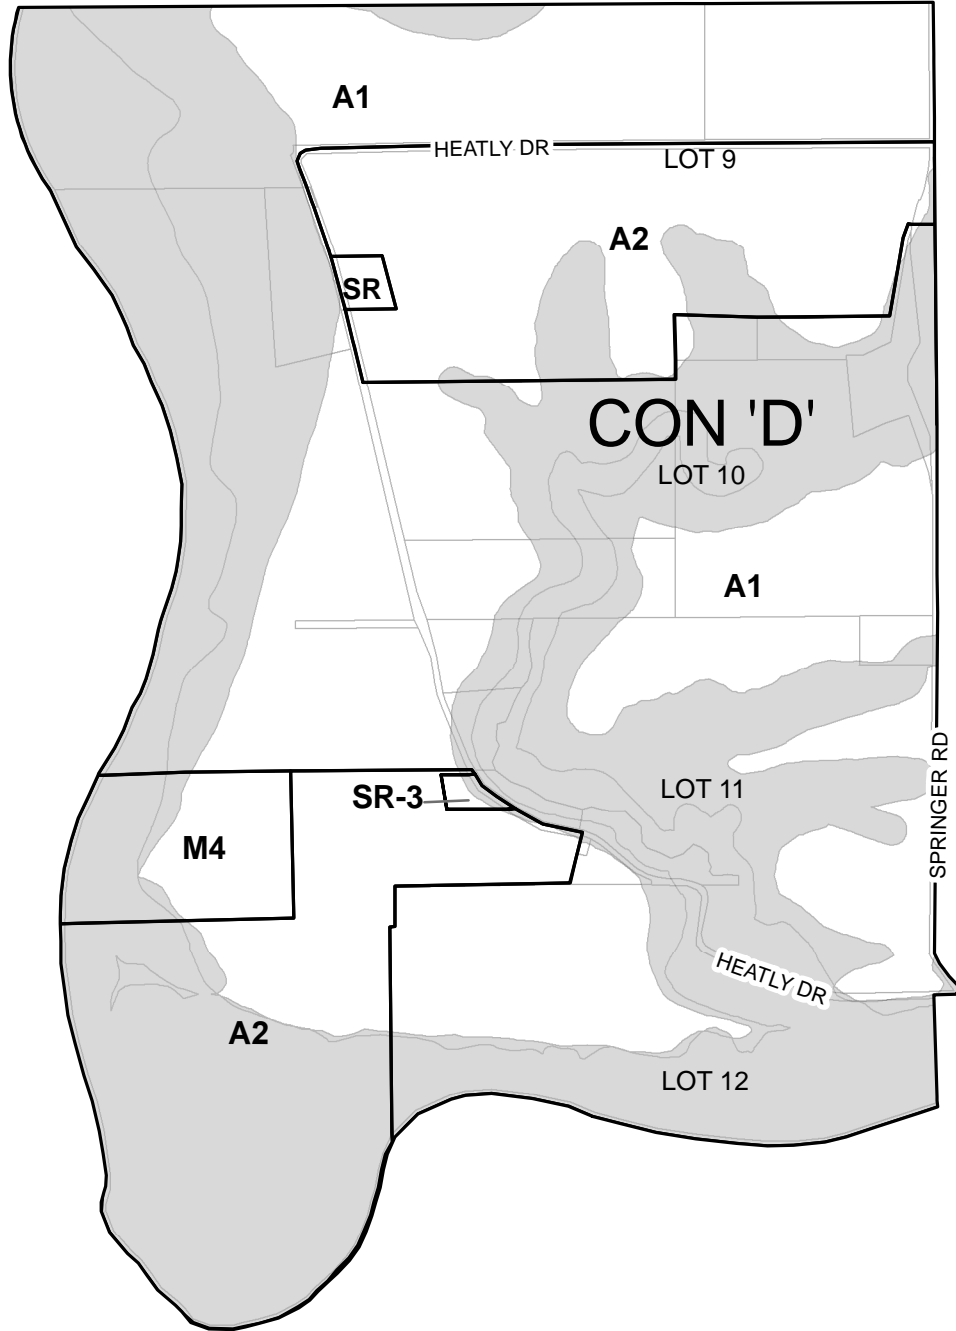 A1
HEATLY DR
LOT 9
A2
SR
CON 'D'
LOT 10
A1
SPRINGER RD
LOT 11
SR-3
M4
HEATLY DR
A2
LOT 12